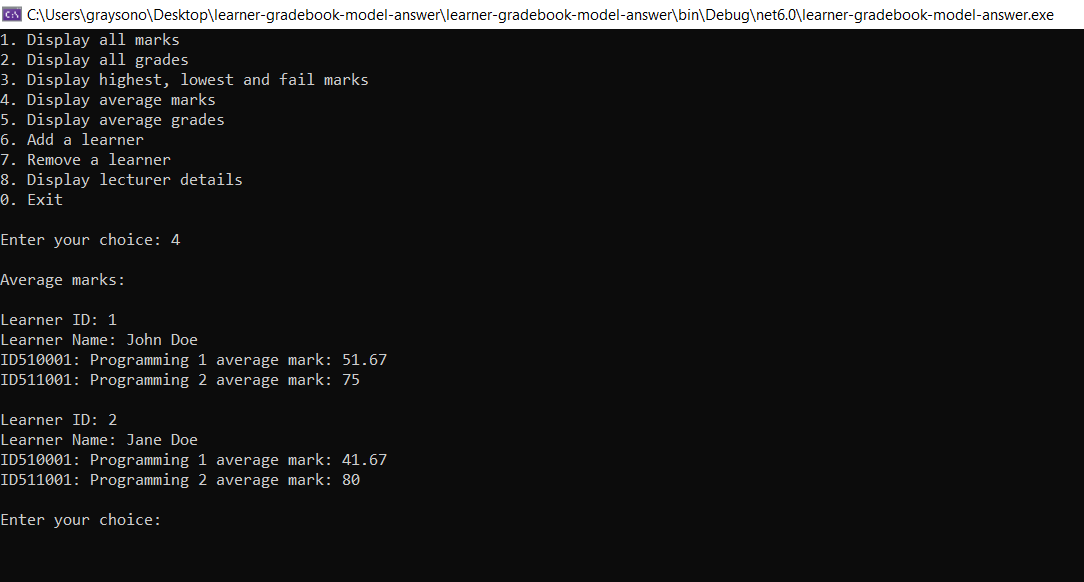 C:\Users\graysono\Desktop\learner-gradebook-model-answer\learner-gradebook-model-answer\bin\Debug\net6.0\learner-gradebook-model-answer.exe
1. Display all marks
2. Display all grades
3. Display highest, lowest and fail marks
4. Display average marks
5. Display average grades
6. Add a learner
7. Remove a learner
8. Display lecturer details
0. Exit
Enter your choice: 4
Average marks:
Learner ID: 1
Learner Name: John Doe
ID510001: Programming 1 average mark: 51.67
ID511001: Programming 2 average mark: 75
Learner ID: 2
Learner Name: Jane Doe
ID510001: Programming 1 average mark: 41.67
ID511001: Programming 2 average mark: 80
Enter your choice: